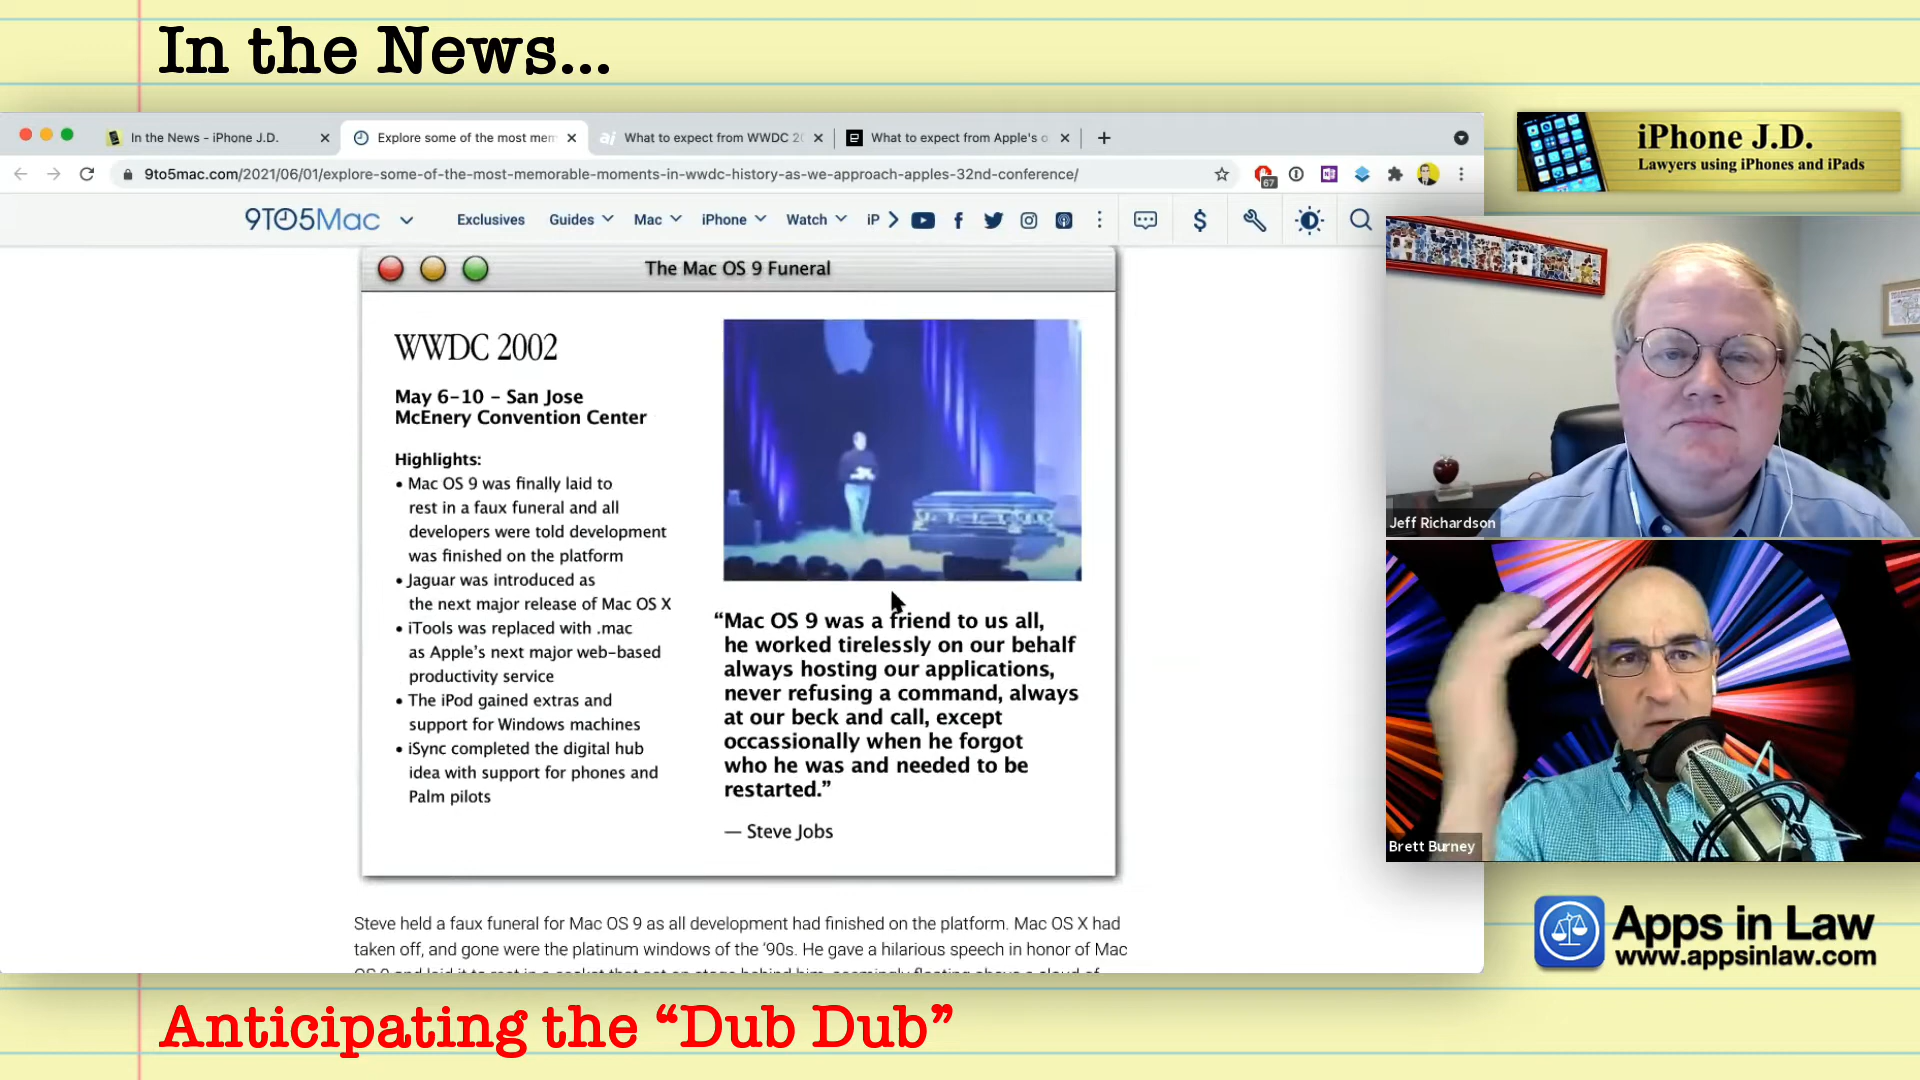 In the News...
In the News - iPhone J.D.
Explore some of the most mem
What to expect from WWDC 20
What to expect from Apple's o
9to5mac.com/2021/06/01/explore-some-of-the-most-memorable-moments-in-wwdc-history-as-we-approach-apples-32nd-conference/
67
9TO5Mac
Exclusives
Guides
Mac
iPhone
Watch
iP
The Mac OS 9 Funeral
WWDC 2002
May 6-10 - San Jose
McEnery Convention Center
Highlights:
• Mac OS 9 was finally laid to
rest in a faux funeral and all
developers were told development
was finished on the platform
• Jaguar was introduced as
the next major release of Mac OS X
• iTools was replaced with .mac
as Apple's next major web-based
productivity service
• The iPod gained extras and
support for Windows machines
• iSync completed the digital hub
idea with support for phones and
Palm pilots
“Mac OS 9 was a friend to us all,
he worked tirelessly on our behalf
always hosting our applications,
never refusing a command, always
at our beck and call, except
occassionally when he forgot
who he was and needed to be
restarted.”
— Steve Jobs
Steve held a faux funeral for Mac OS 9 as all development had finished on the platform. Mac OS X had
taken off, and gone were the platinum windows of the ’90s. He gave a hilarious speech in honor of Mac
iPhone J.D.
Lawyers using iPhones and iPads
Jeff Richardson
Brett Burney
Apps in Law
www.appsinlaw.com
Anticipating the “Dub Dub”